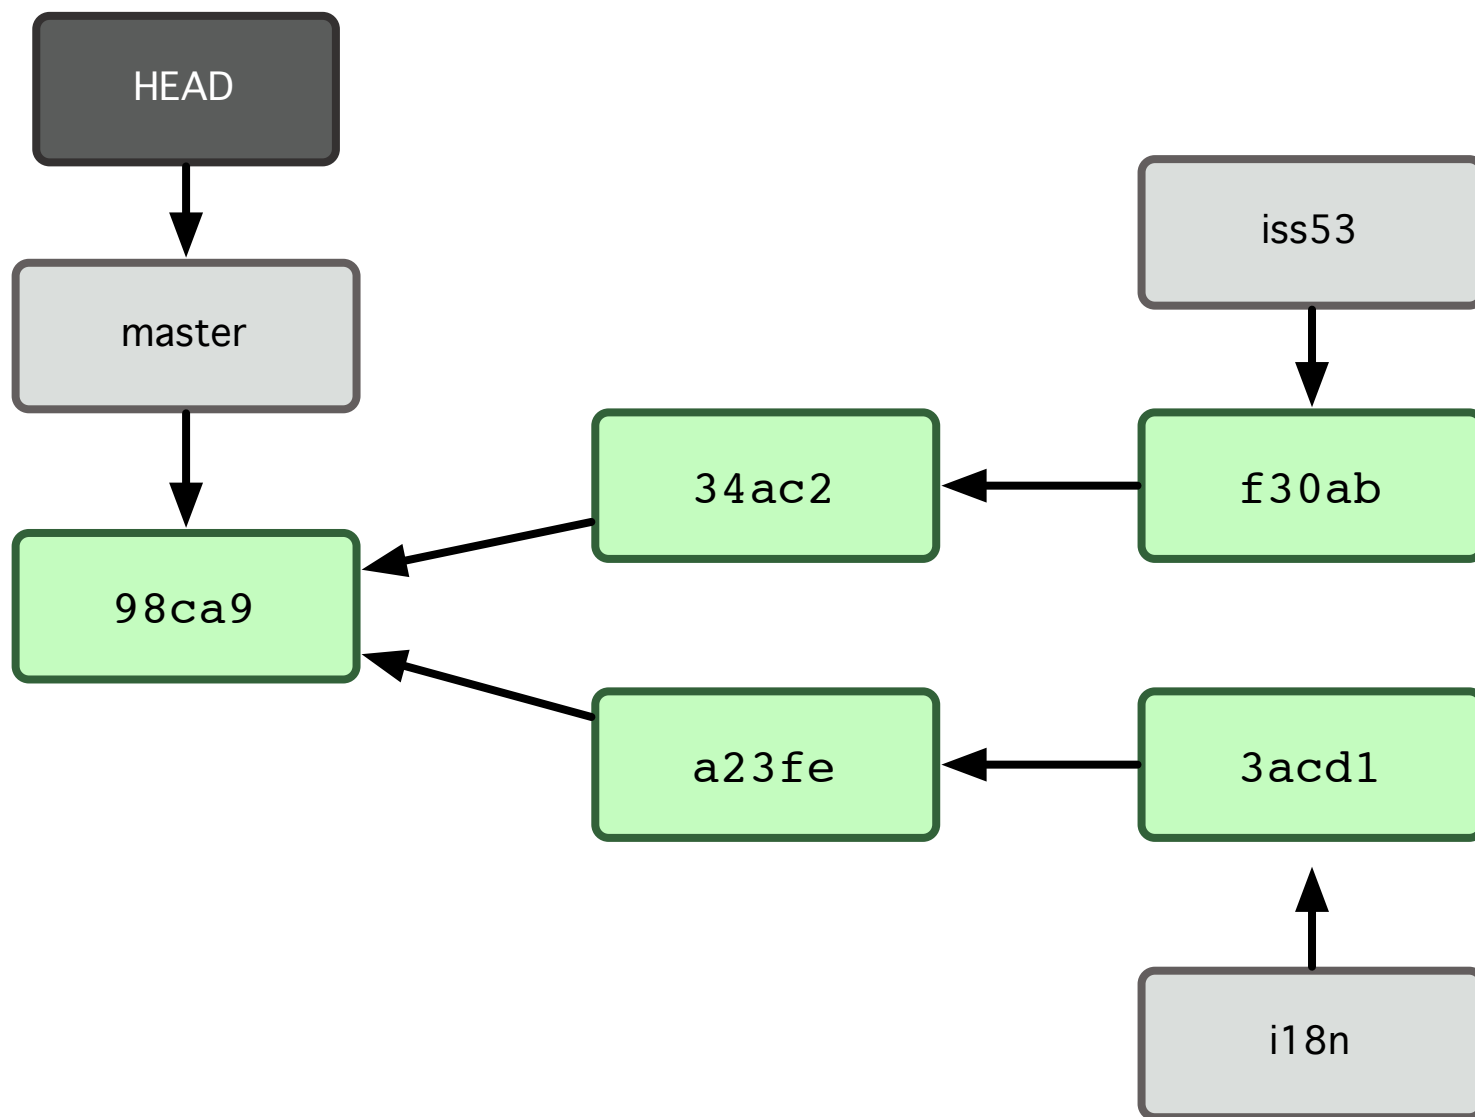 HEAD
iss53
master
34ac2
f30ab
98ca9
a23fe
3acd1
i18n